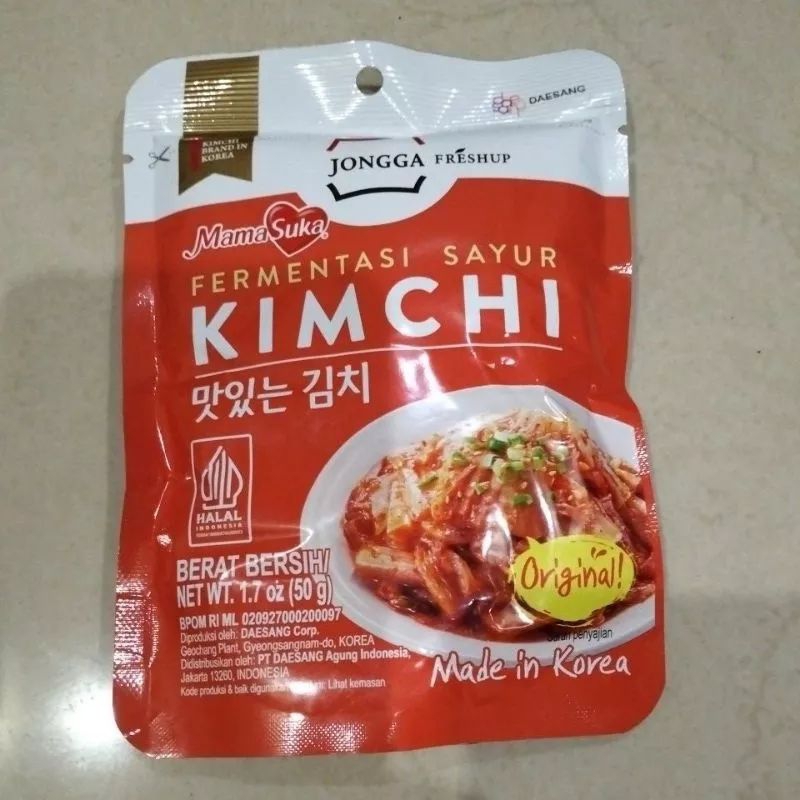 DAESANG
KIMCHI
BRAND IN
KOREA
JONGGA FRESHUP
MamaSuka
FERMENTASI SAYUR
KIMCHI
맛있는 김치
HALAL
INDONESIA
Original!
BERAT BERSIH/
NET WT. 1.7 oz (50 g)
BPOM RI ML 020927000200097
Diproduksi oleh: DAESANG Corp.
Geochang Plant, Gyeongsangnam-do, KOREA
Didistribusikan oleh: PT DAESANG Agung Indonesia,
Jakarta 13260, INDONESIA
Kode produksi & baik Lihat kemasan
Saran penyajian
Made in Korea